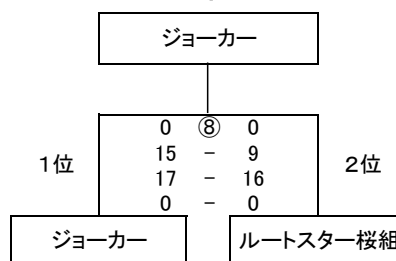 ジョーカー
0 ⑧ 0
15 - 9
1位 2位
17 - 16
0 - 0
ジョーカー ルートスター桜組